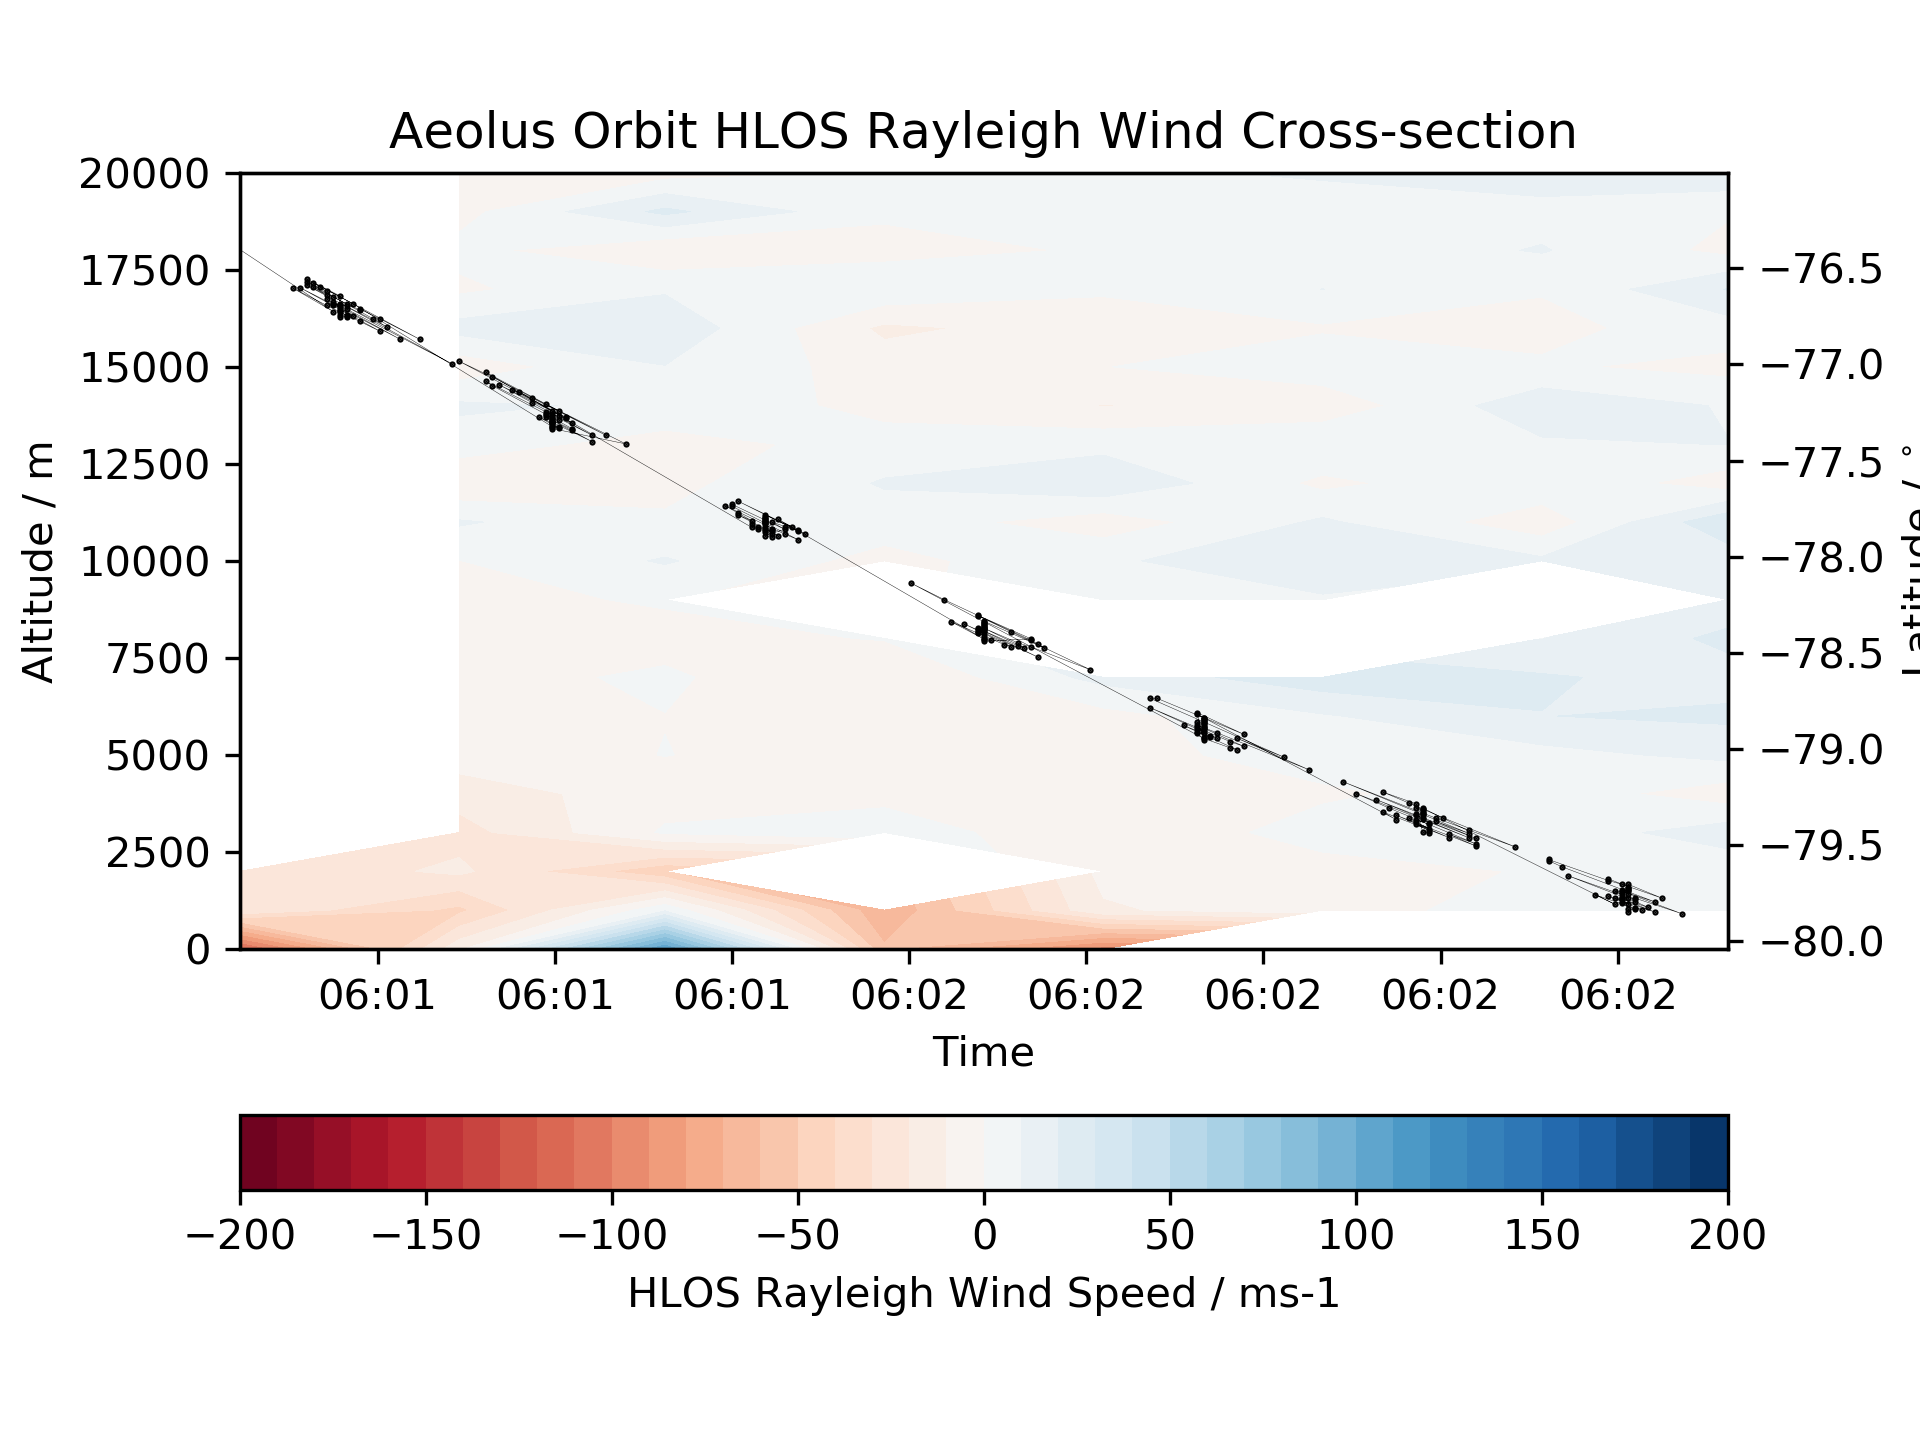 Aeolus Orbit HLOS Rayleigh Wind Cross-section
20000
17500
15000
12500
10000
7500
5000
2500
0
Altitude / m
−76.5
−77.0
−77.5
−78.0
−78.5
−79.0
−79.5
−80.0
Latitude / °
06:01 06:01 06:01 06:02 06:02 06:02 06:02 06:02
Time
−200 −150 −100 −50 0 50 100 150 200
HLOS Rayleigh Wind Speed / ms-1